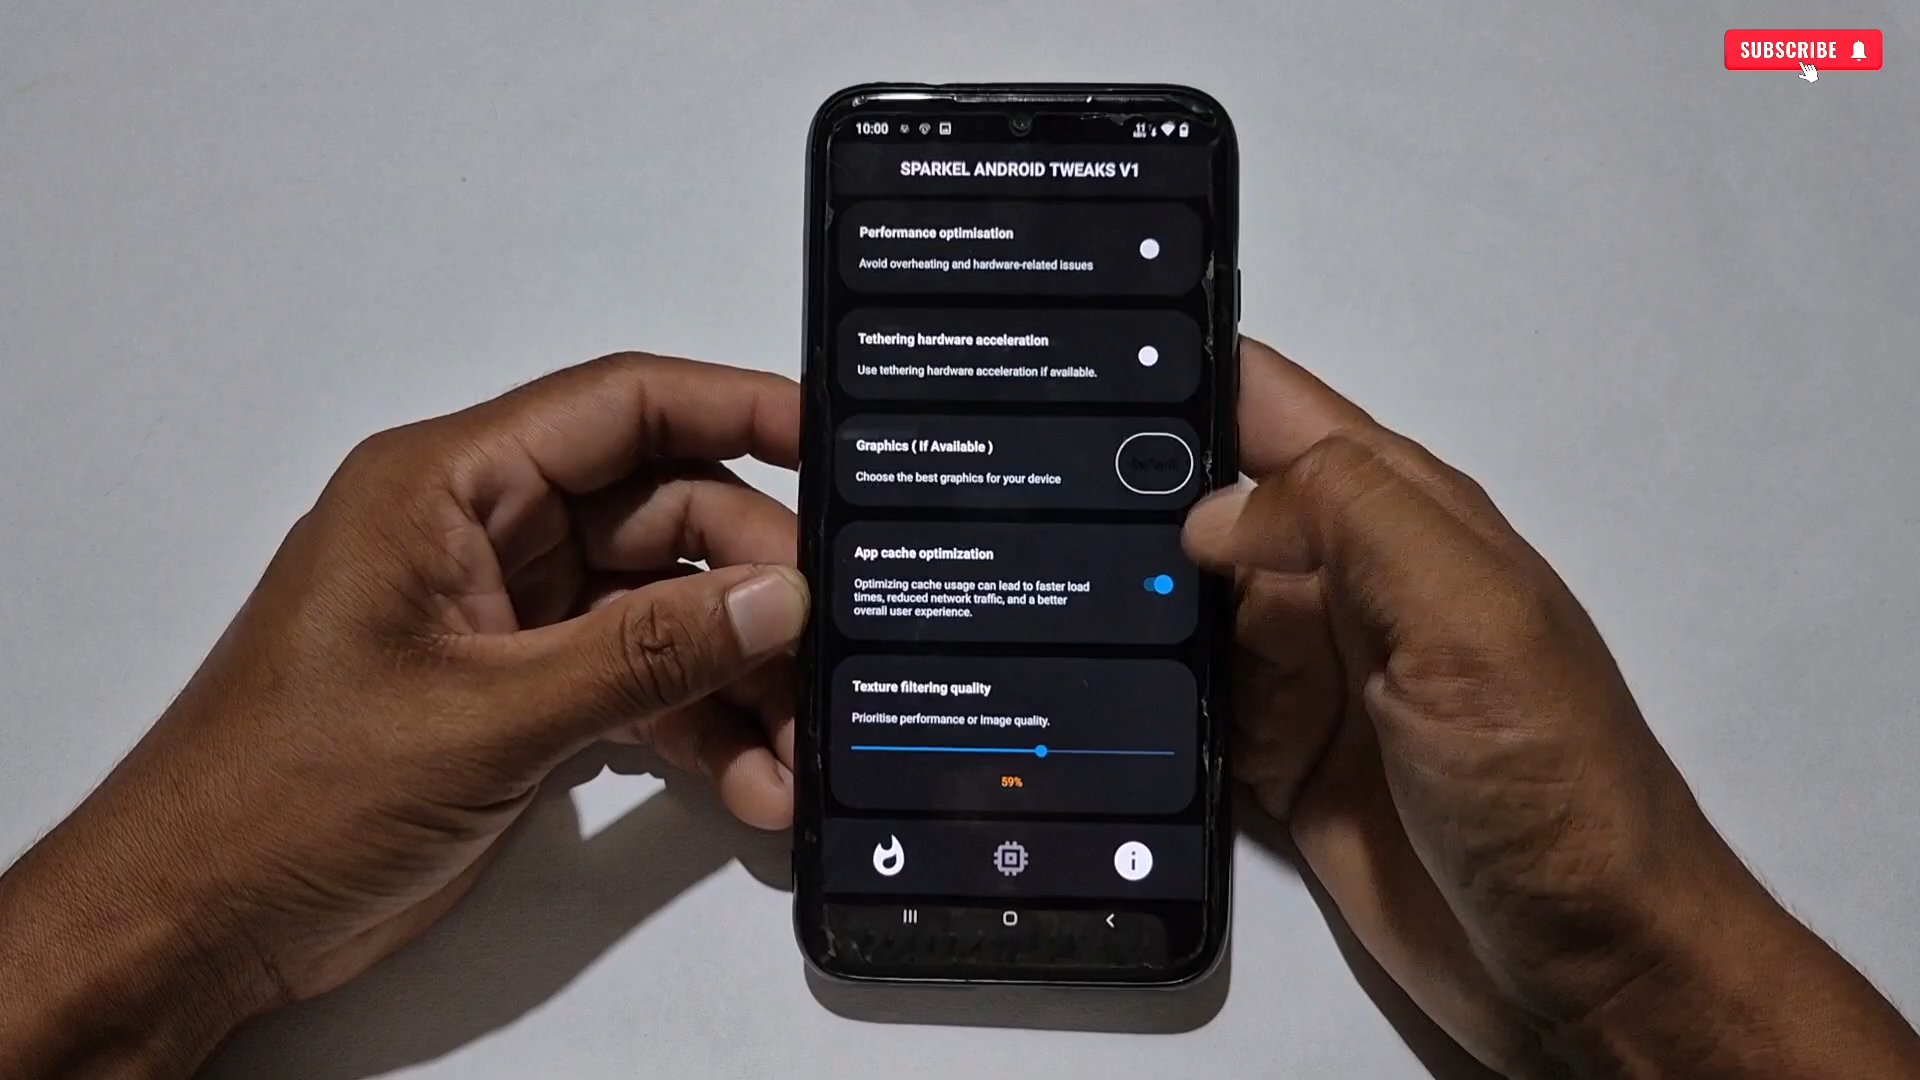 SUBSCRIBE
10:00
SPARKEL ANDROID TWEAKS V1
Performance optimisation
Avoid overheating and hardware-related issues
Tethering hardware acceleration
Use tethering hardware acceleration if available.
Graphics ( If Available )
Choose the best graphics for your device
App cache optimization
Optimizing cache usage can lead to faster load
times, reduced network traffic, and a better
overall user experience.
Texture filtering quality
Prioritise performance or image quality.
59%